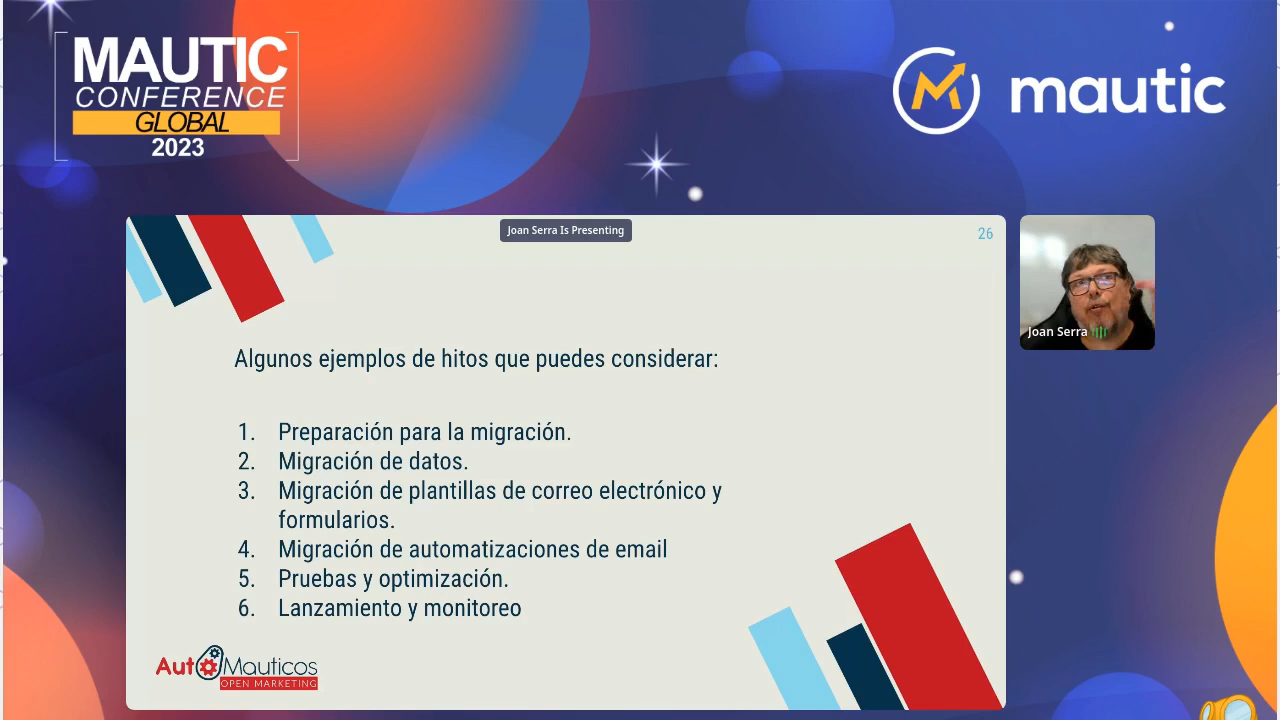 MAUTIC
CONFERENCE
GLOBAL
2023
mautic
Joan Serra Is Presenting
26
Joan Serra
Algunos ejemplos de hitos que puedes considerar:
1. Preparación para la migración.
2. Migración de datos.
3. Migración de plantillas de correo electrónico y
formularios.
4. Migración de automatizaciones de email
5. Pruebas y optimización.
6. Lanzamiento y monitoreo
AutoMauticos
OPEN MARKETING